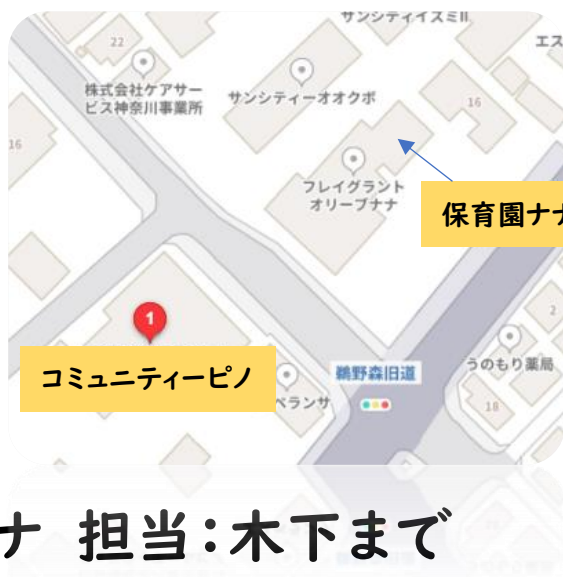 サンシティイズミII
エス
22
株式会社ケアサー
ビス神奈川事業所
サンシティーオオクボ
16
16
フレイグラント
オリーブナナ
保育園ナナ
1
コミュニティーピノ
ベランサ
鵜野森旧道
うのもり薬局
2
18
ナ 担当:木下まで